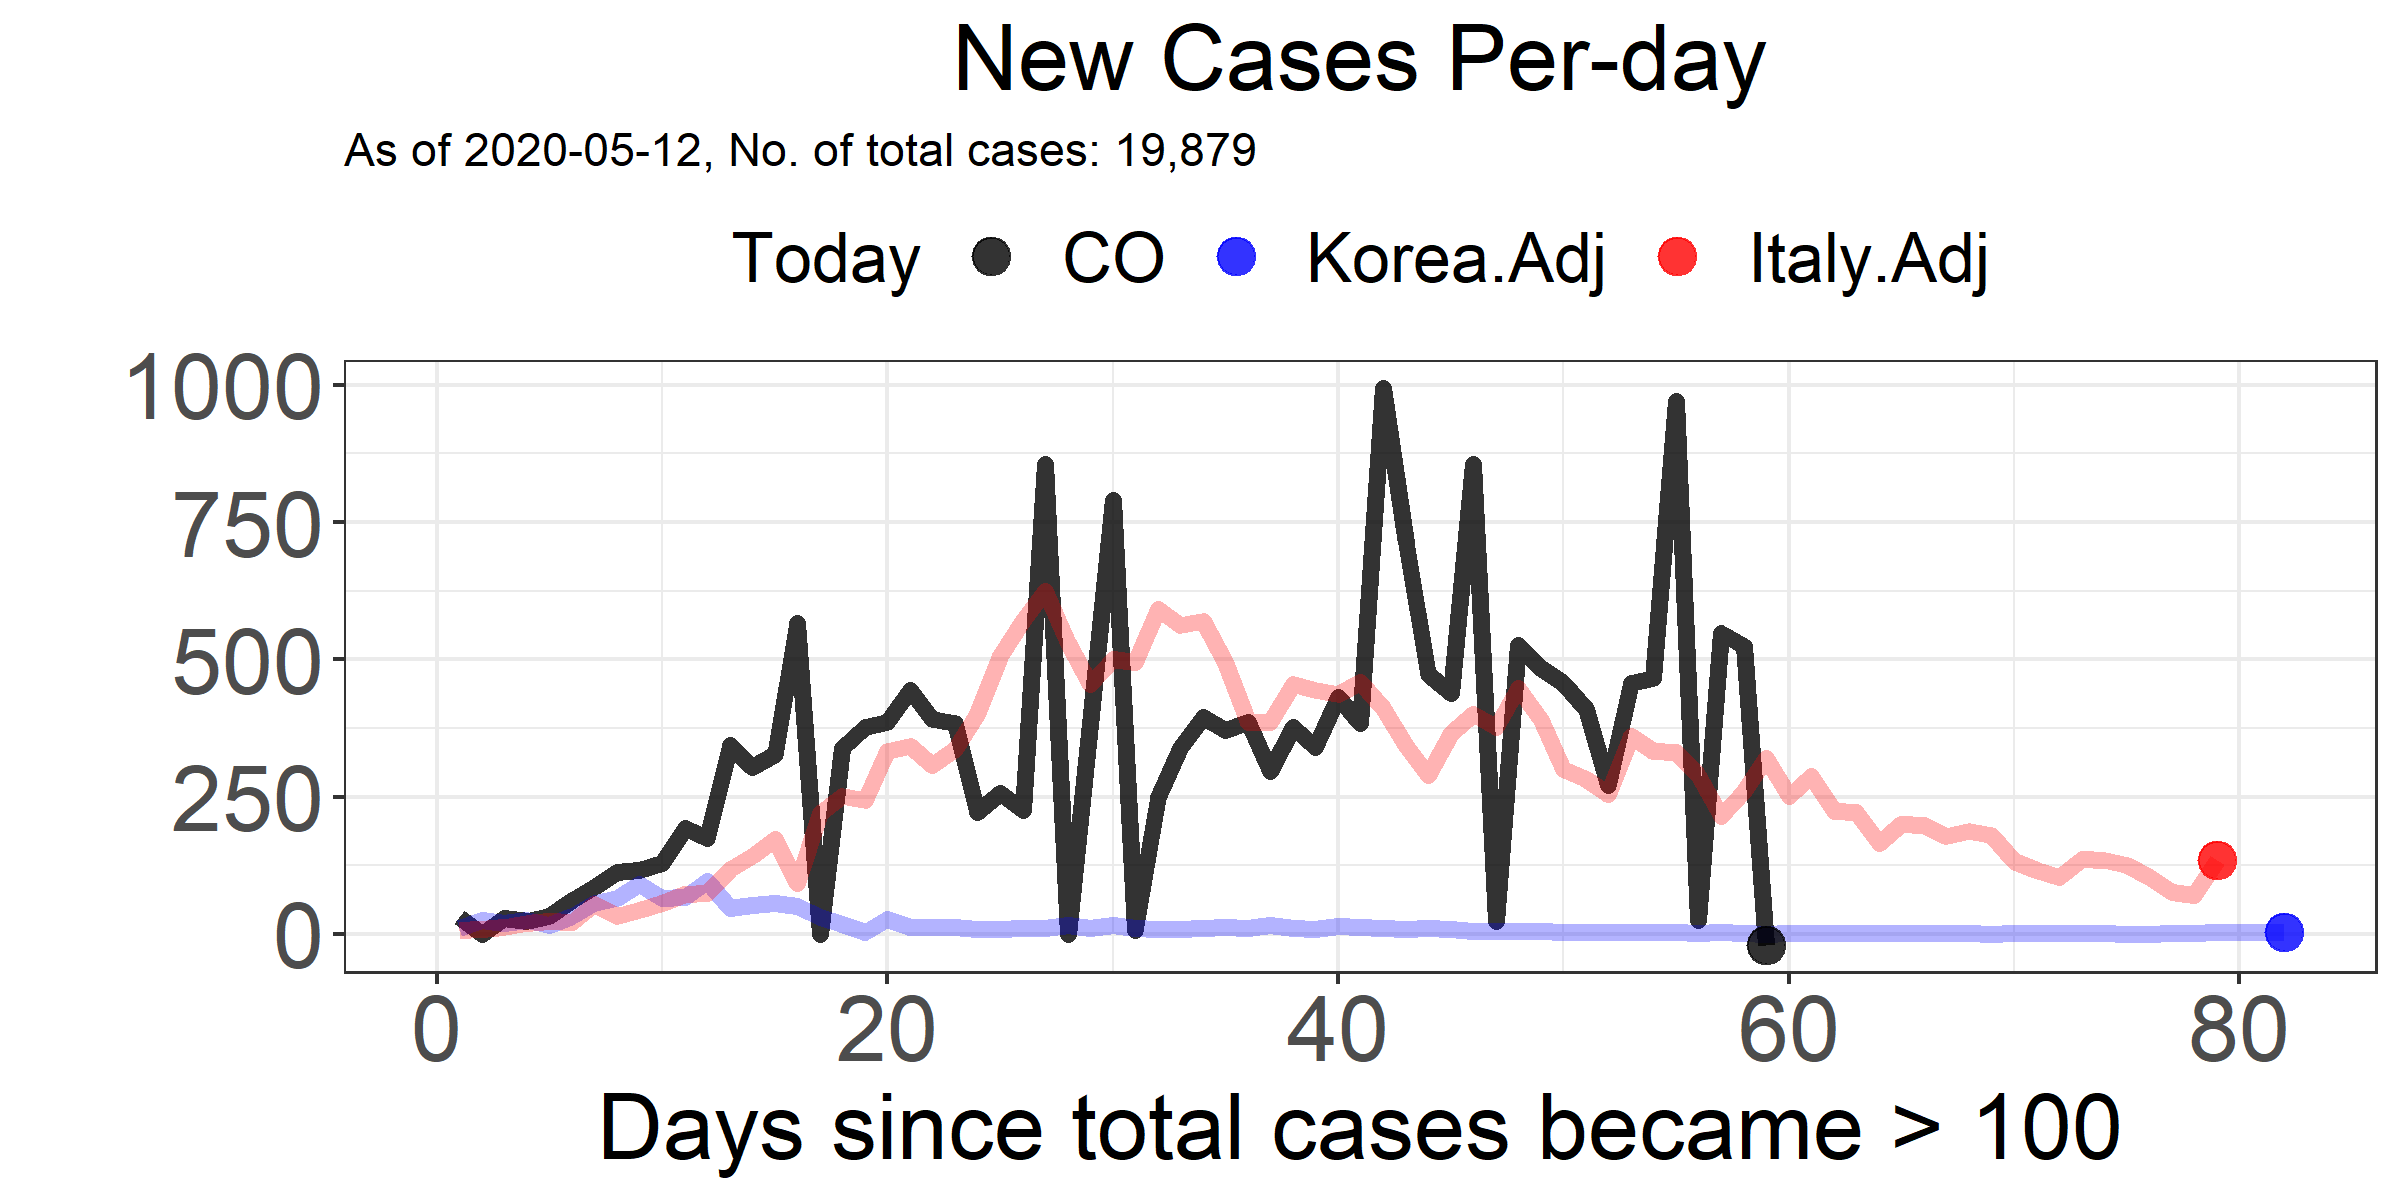 New Cases Per-day
As of 2020-05-12, No. of total cases: 19,879
Today CO Korea.Adj Italy.Adj
1000
750
500
250
0
0 20 40 60 80
Days since total cases became > 100